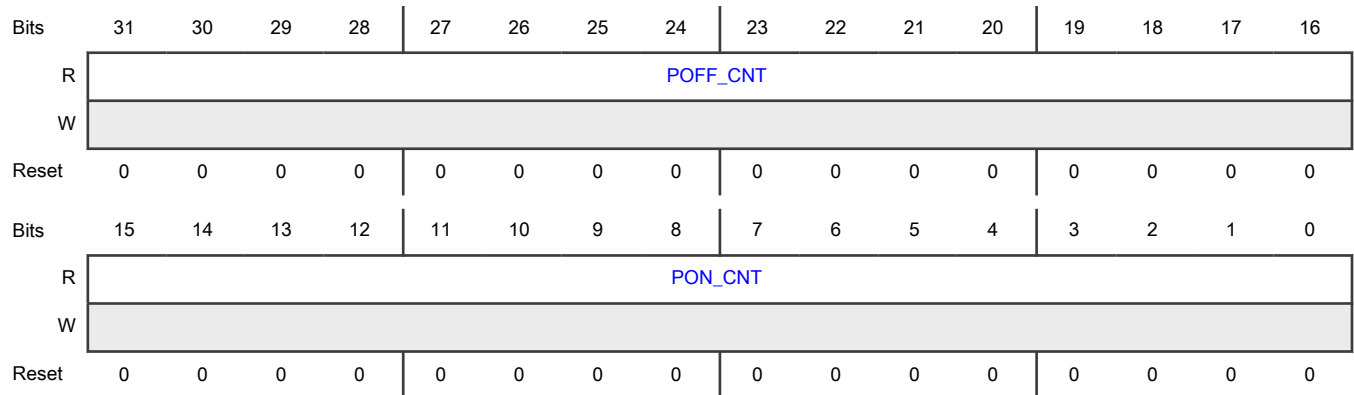 Bits 31 30 29 28 27 26 25 24 23 22 21 20 19 18 17 16
R POFF_CNT
W
Reset 0 0 0 0 0 0 0 0 0 0 0 0 0 0 0 0
Bits 15 14 13 12 11 10 9 8 7 6 5 4 3 2 1 0
R PON_CNT
W
Reset 0 0 0 0 0 0 0 0 0 0 0 0 0 0 0 0